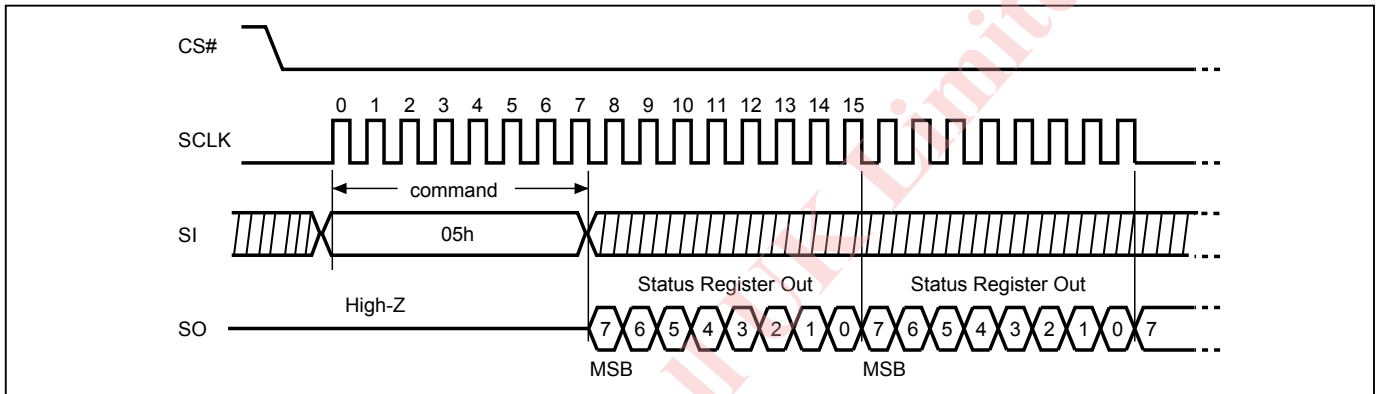 CS#
0 1 2 3 4 5 6 7 8 9 10 11 12 13 14 15
SCLK
command
SI
05h
Status Register Out Status Register Out
High-Z
SO
7 6 5 4 3 2 1 0 7 6 5 4 3 2 1 0 7
MSB MSB
UK Limite